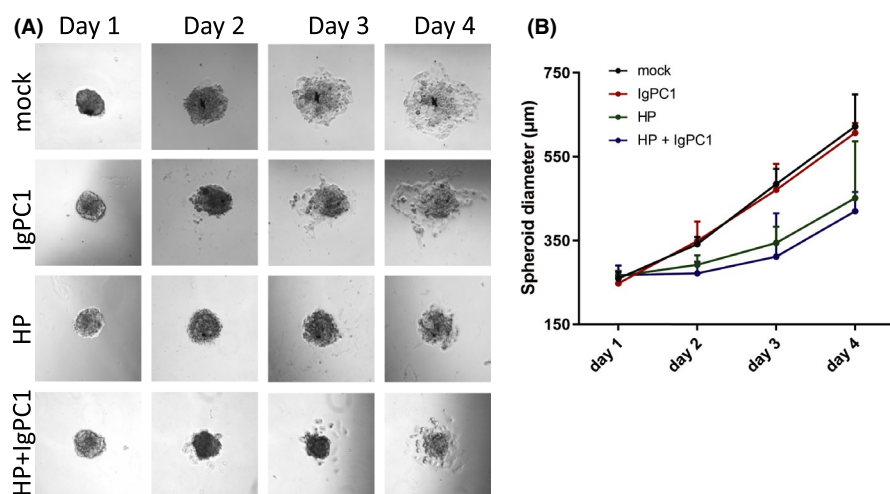 (A) Day 1 Day 2 Day 3 Day 4
mock
IgPC1
HP
HP+IgPC1
(B)
mock
IgPC1
HP
HP + IgPC1
Spheroid diameter (μm)
750
550
350
150
day 1 day 2 day 3 day 4